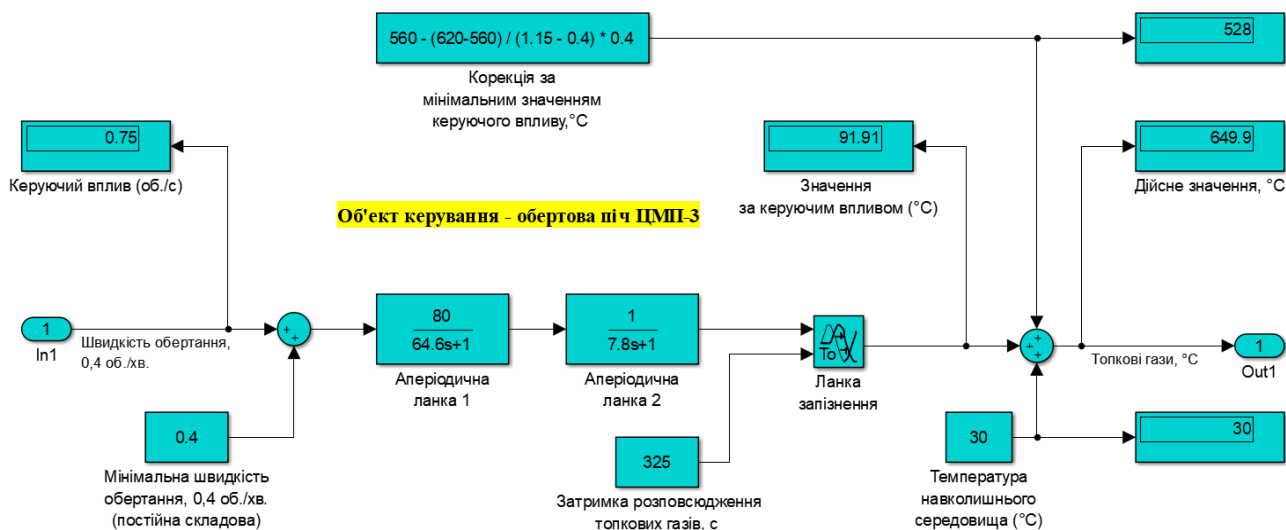 560 - (620-560) / (1.15 - 0.4) * 0.4
528
Корекція за
мінімальним значенням
керуючого впливу,°C
0.75
Керуючий вплив (об./с)
91.91
Значення
за керуючим впливом (°C)
649.9
Дійсне значення, °C
Об'ект керування - обертова піч ЦМП-3
1
In1
Швидкість обертання,
0,4 об./хв.
80
64.6s+1
Аперіодична
ланка 1
1
7.8s+1
Аперіодична
ланка 2
To
Ланка
запізнення
Топкові гази, °C
1
Out1
0.4
Мінімальна швидкість
обертання, 0,4 об./хв.
(постійна складова)
325
Затримка розповсюдження
топкових газів, с
30
Температура
навколишнього
середовища (°C)
30